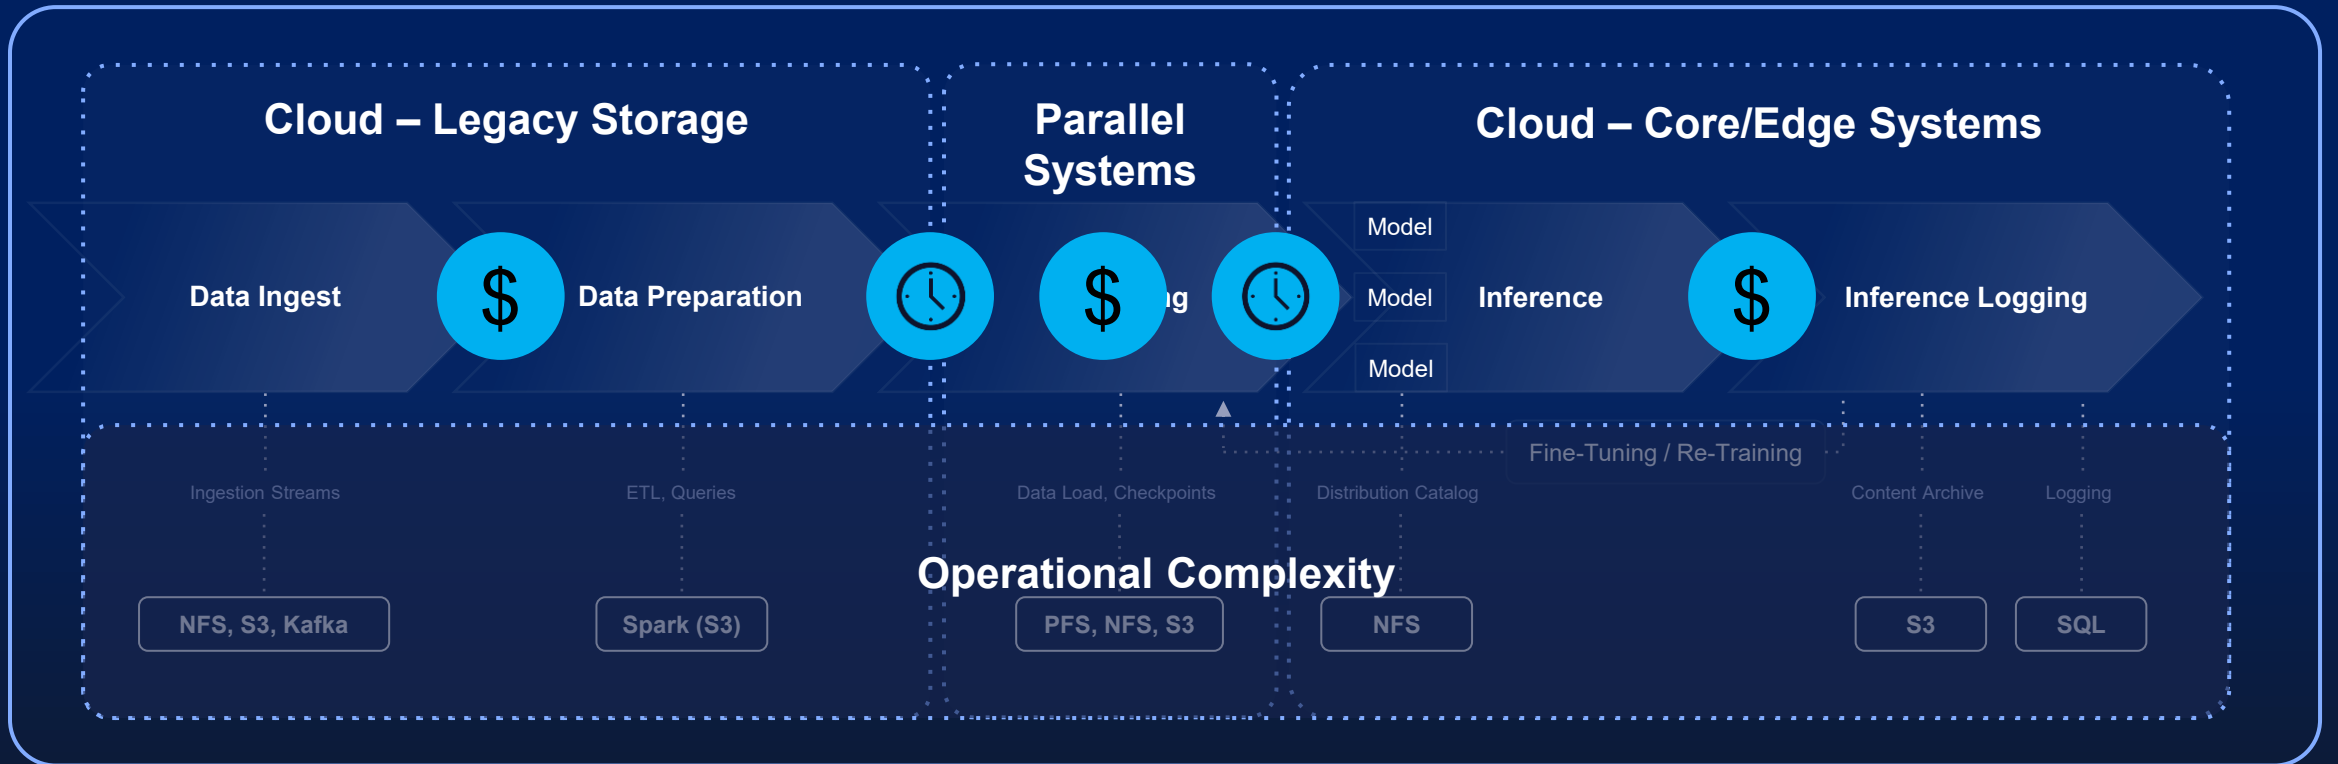 Cloud – Legacy Storage
Parallel
Systems
Cloud – Core/Edge Systems
Data Ingest
$
Data Preparation
$
ng
Model
Model
Model
Inference
$
Inference Logging
Fine-Tuning / Re-Training
Ingestion Streams
ETL, Queries
Data Load, Checkpoints
Distribution Catalog
Content Archive
Logging
Operational Complexity
NFS, S3, Kafka
Spark (S3)
PFS, NFS, S3
NFS
S3
SQL